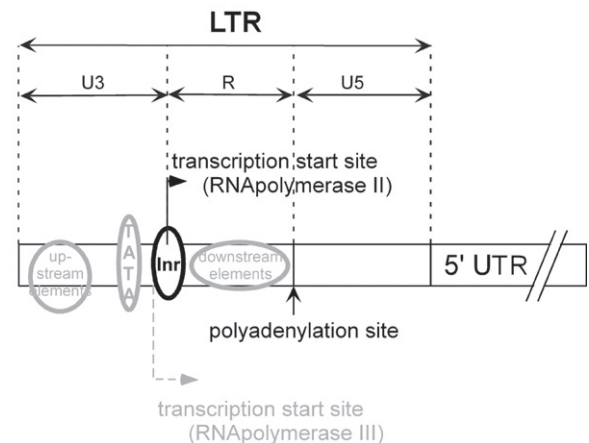 LTR
U3
R
U5
transcription start site
(RNApolymerase II)
up-
stream
elements
TATA
Inr
downstream
elements
5' UTR
polyadenylation site
transcription start site
(RNApolymerase III)